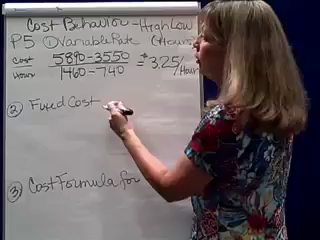 Cost Behavior - High Low
P5 ① Variable Rate (Hours)
Cost 5890-3550 = $3.25/Hour
Hours 1460-740
② Fixed Cost
③ Cost Formula for